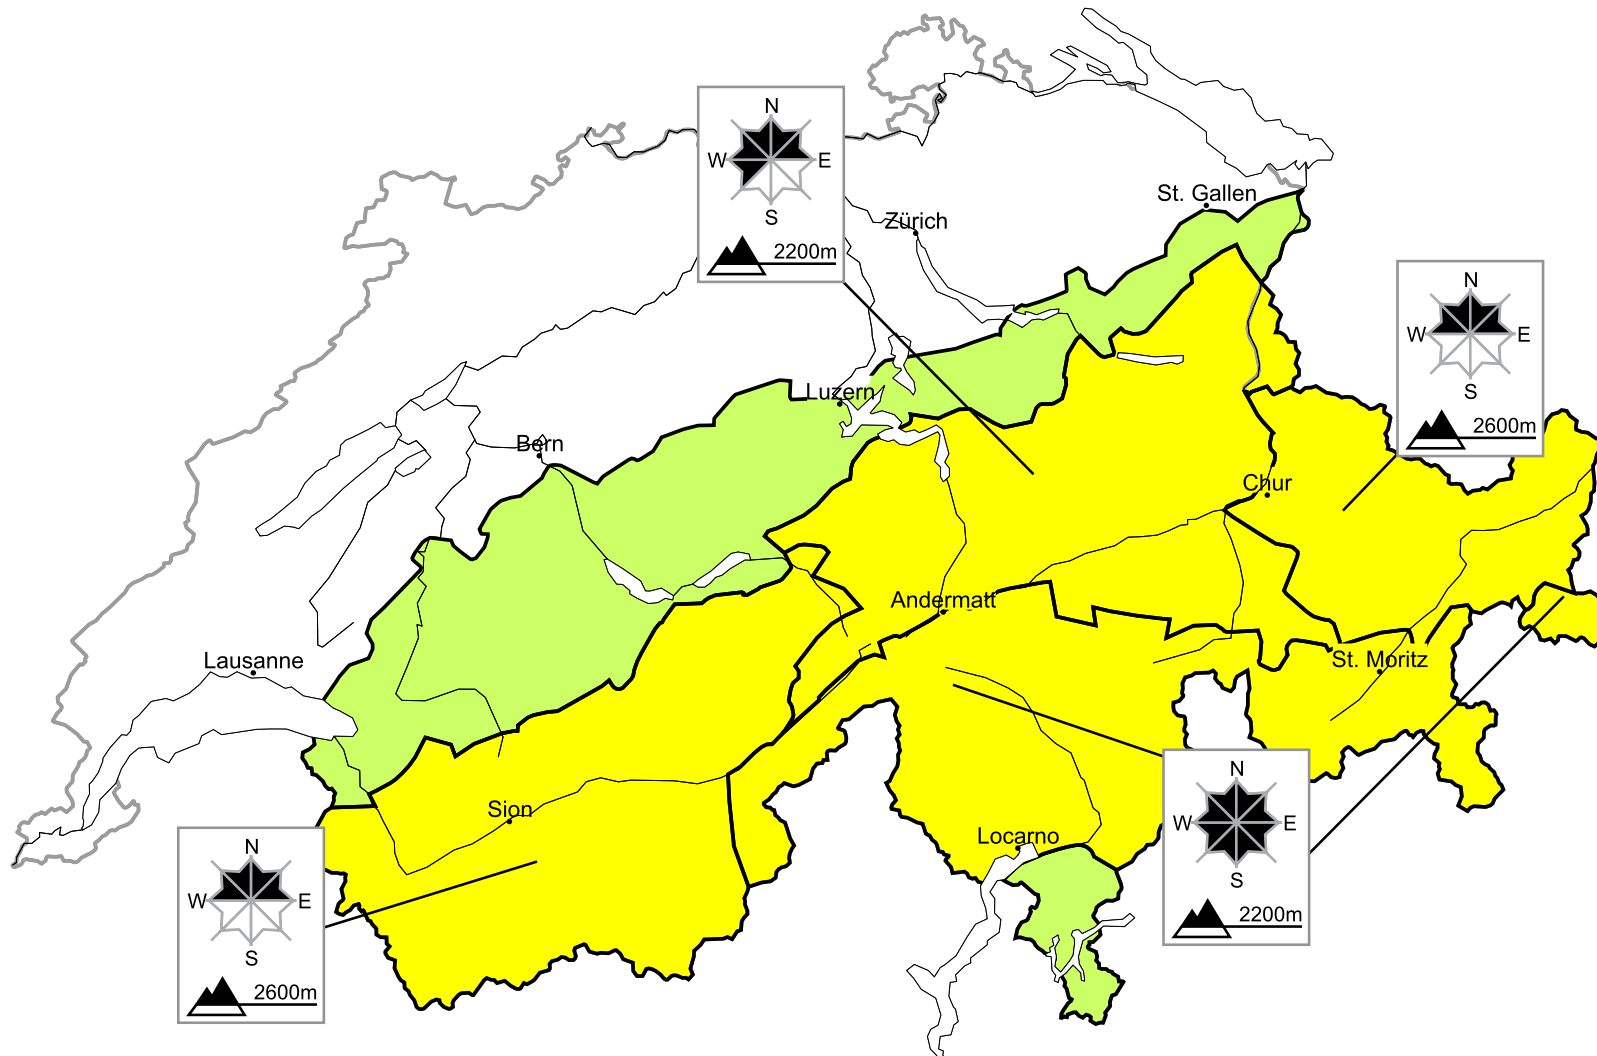 N
W
E
S
2200m
St. Gallen
Zürich
N
W
E
S
2600m
Luzern
Bern
Chur
Andermatt
Lausanne
St. Moritz
N
W
E
S
2200m
Sion
Locarno
N
W
E
S
2600m